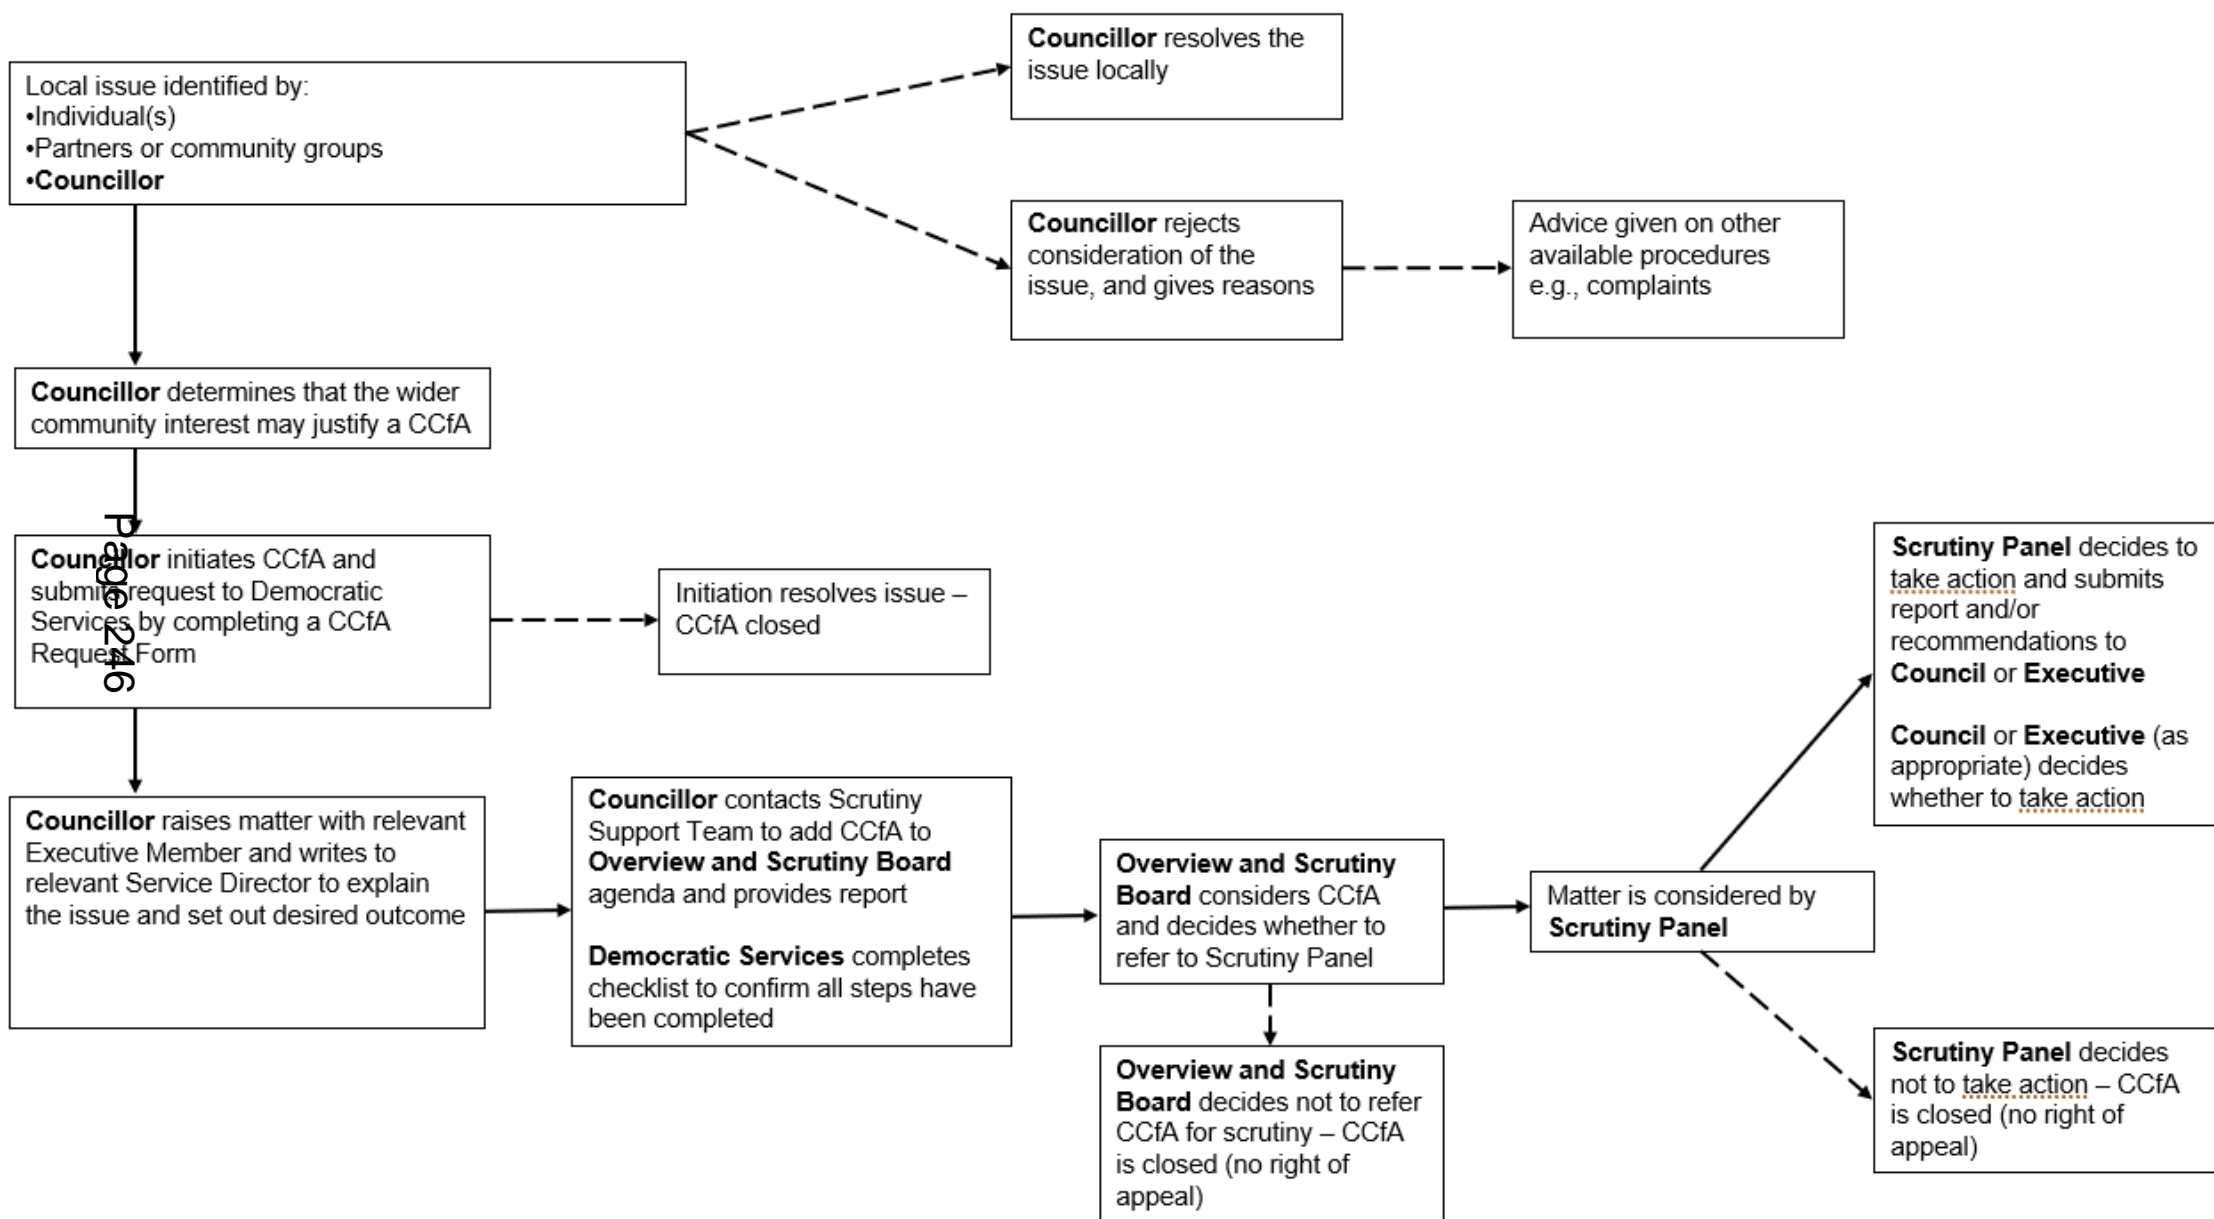 Local issue identified by:
•Individual(s)
•Partners or community groups
•Councillor
Councillor resolves the
issue locally
Councillor rejects
consideration of the
issue, and gives reasons
Advice given on other
available procedures
e.g., complaints
Councillor determines that the wider
community interest may justify a CCfA
Councillor initiates CCfA and
submits request to Democratic
Services by completing a CCfA
Request Form
Page 246
Initiation resolves issue –
CCfA closed
Councillor raises matter with relevant
Executive Member and writes to
relevant Service Director to explain
the issue and set out desired outcome
Councillor contacts Scrutiny
Support Team to add CCfA to
Overview and Scrutiny Board
agenda and provides report
Democratic Services completes
checklist to confirm all steps have
been completed
Overview and Scrutiny
Board considers CCfA
and decides whether to
refer to Scrutiny Panel
Overview and Scrutiny
Board decides not to refer
CCfA for scrutiny – CCfA
is closed (no right of
appeal)
Matter is considered by
Scrutiny Panel
Scrutiny Panel decides to
take action and submits
report and/or
recommendations to
Council or Executive
Council or Executive (as
appropriate) decides
whether to take action
Scrutiny Panel decides
not to take action – CCfA
is closed (no right of
appeal)